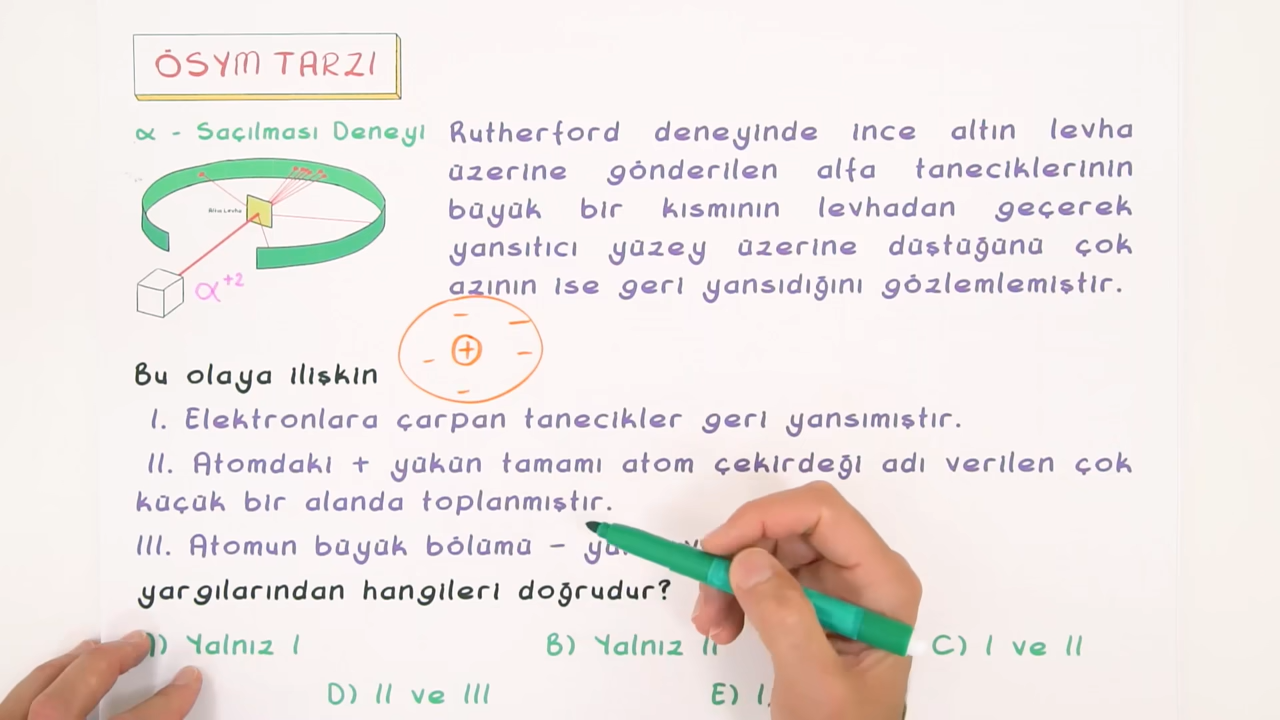 ÖSYM TARZI
α - Saçılması Deneyi
Rutherford deneyinde ince altın levha
üzerine gönderilen alfa taneciklerinin
büyük bir kısmının levhadan geçerek
yansıtıcı yüzey üzerine düştüğünü çok
azının ise geri yansıdığını gözlemlemiştir.
Altın Levha
α+2
- -
- + -
-
Bu olaya ilişkin
I. Elektronlara çarpan tanecikler geri yansımıştır.
II. Atomdaki + yükün tamamı atom çekirdeği adı verilen çok
küçük bir alanda toplanmıştır.
III. Atomun büyük bölümü -
yargılarından hangileri doğrudur?
Yalnız I
B) Yalnız II
C) I ve II
D) II ve III
E) I,